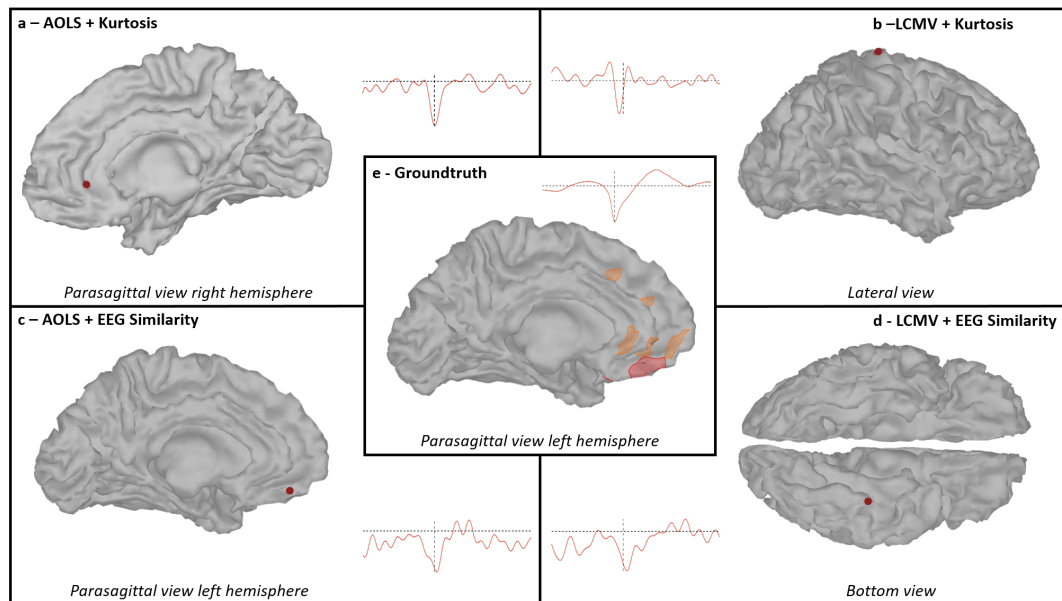 a – AOLS + Kurtosis
b –LCMV + Kurtosis
Parasagittal view right hemisphere
Lateral view
e - Groundtruth
Parasagittal view left hemisphere
c – AOLS + EEG Similarity
d - LCMV + EEG Similarity
Parasagittal view left hemisphere
Bottom view